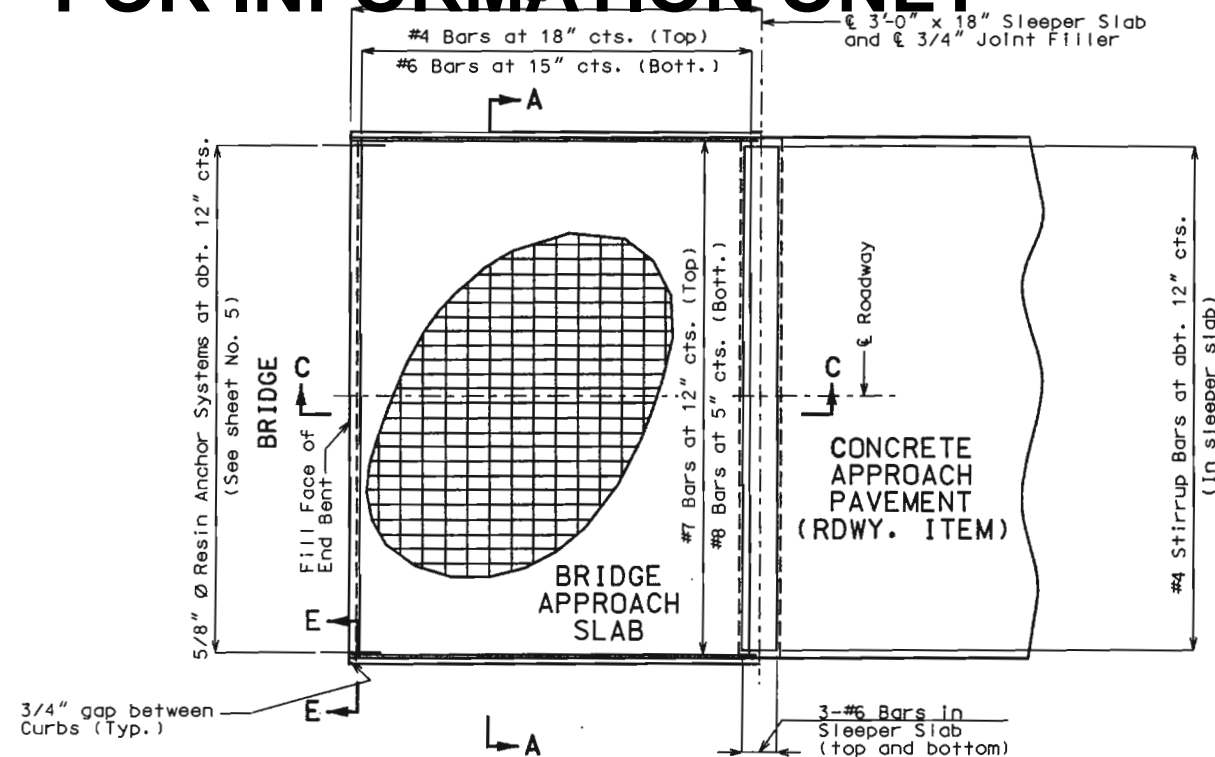 FOR INFORMATION ONLY
℄ 3'-0" x 18" Sleeper Slab
and ℄ 3/4" Joint Filler
#4 Bars at 18" cts. (Top)
#6 Bars at 15" cts. (Bott.)
A
5/8" Ø Resin Anchor Systems at abt. 12" cts.
(See sheet No. 5)
BRIDGE
C
Fill Face of
End Bent
#7 Bars at 12" cts. (Top)
#8 Bars at 5" cts. (Bott.)
℄ Roadway
C
CONCRETE
APPROACH
PAVEMENT
(RDWY. ITEM)
#4 Stirrup Bars at abt. 12" cts.
(In sleeper slab)
BRIDGE
APPROACH
SLAB
E
E
3/4" gap between
Curbs (Typ.)
A
3-#6 Bars in
Sleeper Slab
(top and bottom)